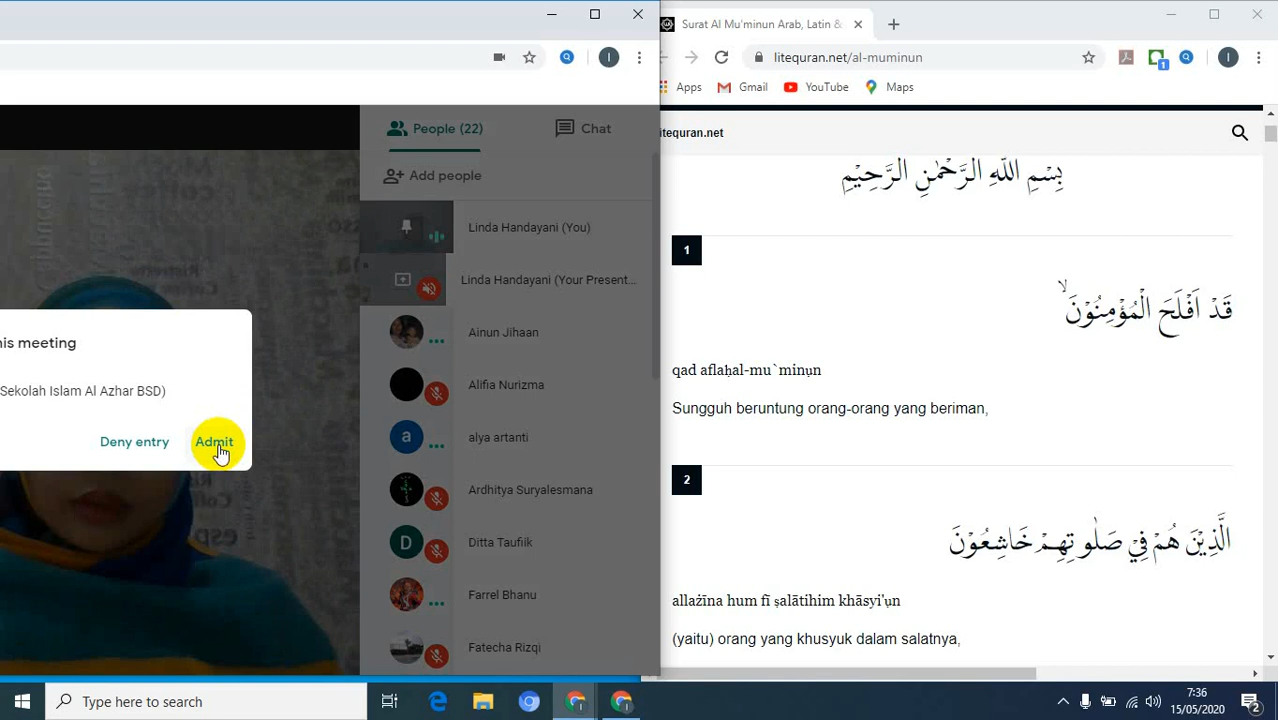 People (22)
Chat
Add people
Linda Handayani (You)
Linda Handayani (Your Present...
Ainun Jihaan
Alifia Nurizma
alya artanti
Ardhitya Suryalesmana
Ditta Taufiik
Farrel Bhanu
Fatecha Rizqi
his meeting
Sekolah Islam Al Azhar BSD)
Deny entry
Admit
Surat Al Mu'minun Arab, Latin &
litequran.net/al-muminun
Apps
Gmail
YouTube
Maps
litequran.net
بِسْمِ اللّٰهِ الرَّحْمٰنِ الرَّحِيْمِ
1
قَدْ اَفْلَحَ الْمُؤْمِنُوْنَ ۙ
qad aflaḥal-mu`minụn
Sungguh beruntung orang-orang yang beriman,
2
الَّذِيْنَ هُمْ فِيْ صَلٰو تِهِمْ خَاشِعُوْنَ
allażīna hum fī ṣalātihim khāsyi'ụn
(yaitu) orang yang khusyuk dalam salatnya,
Type here to search
7:36
15/05/2020